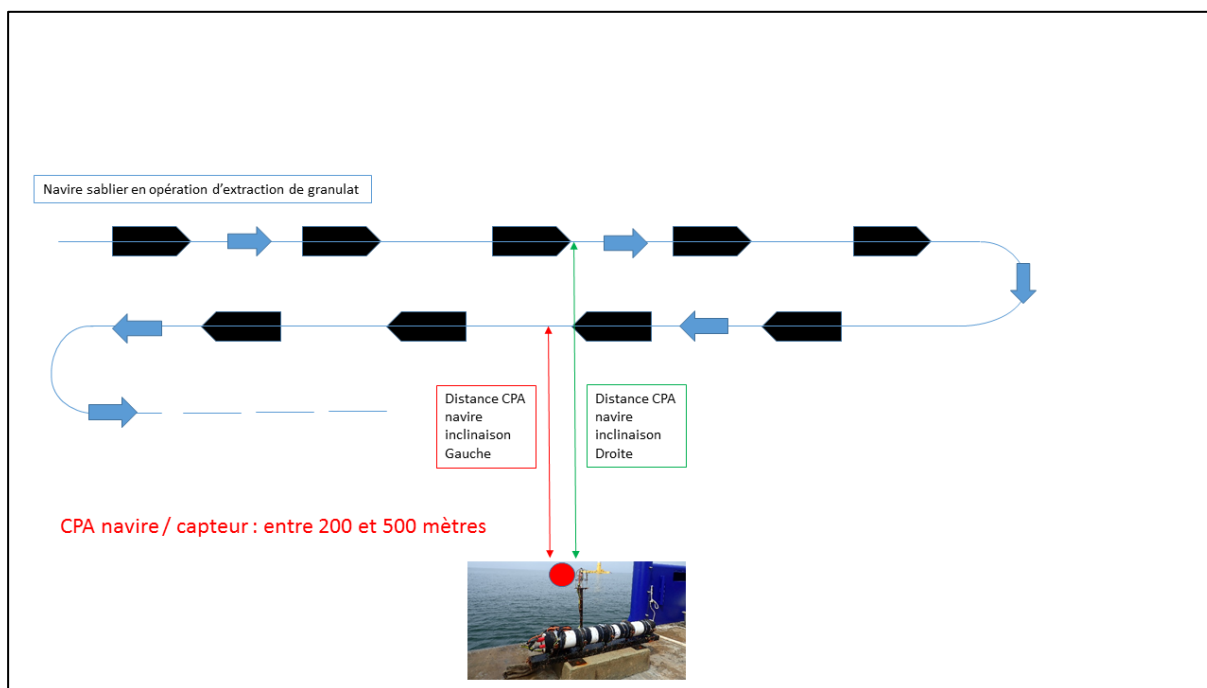 Navire sablier en opération d’extraction de granulat
Distance CPA
navire
inclinaison
Gauche
Distance CPA
navire
inclinaison
Droite
CPA navire / capteur : entre 200 et 500 mètres